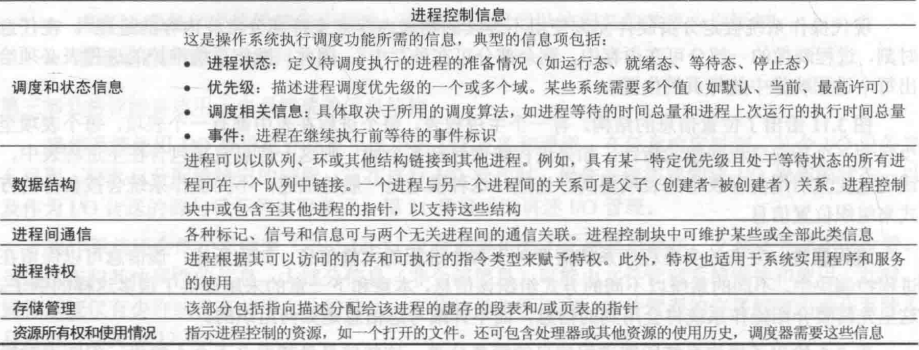 进程控制信息
这是操作系统执行调度功能所需的信息，典型的信息项包括：
● 进程状态：定义待调度执行的进程的准备情况（如运行态、就绪态、等待态、停止态）
调度和状态信息
● 优先级：描述进程调度优先级的一个或多个域。某些系统需要多个值（如默认、当前、最高许可）
● 调度相关信息：具体取决于所用的调度算法，如进程等待的时间总量和进程上次运行的执行时间总量
● 事件：进程在继续执行前等待的事件标识
进程可以以队列、环或其他结构链接到其他进程。例如，具有某一特定优先级且处于等待状态的所有进
数据结构
程可在一个队列中链接。一个进程与另一个进程间的关系可是父子（创建者-被创建者）关系。进程控制
块中或包含至其他进程的指针，以支持这些结构
进程间通信 各种标记、信号和信息可与两个无关进程间的通信关联。进程控制块中可维护某些或全部此类信息
进程特权
进程根据其可以访问的内存和可执行的指令类型来赋予特权。此外，特权也适用于系统实用程序和服务
的使用
存储管理 该部分包括指向描述分配给该进程的虚存的段表和/或页表的指针
资源所有权和使用情况 指示进程控制的资源，如一个打开的文件。还可包含处理器或其他资源的使用历史，调度器需要这些信息